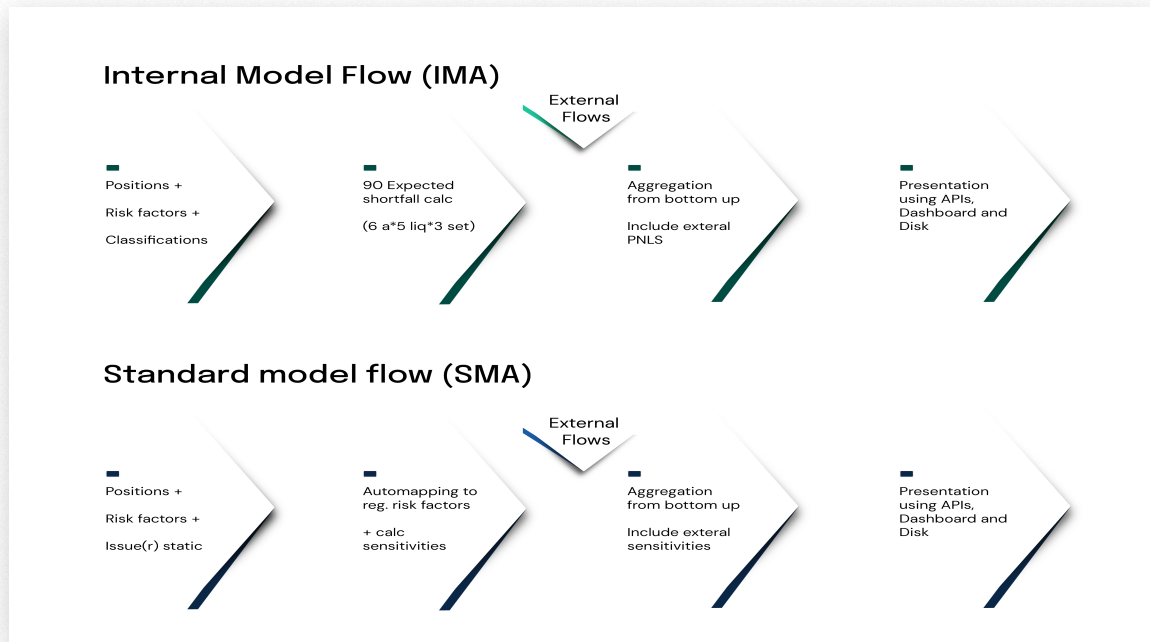 Internal Model Flow (IMA)
External
Flows
Positions +
Risk factors +
Classifications
90 Expected
shortfall calc
(6 a*5 liq*3 set)
Aggregation
from bottom up
Include exteral
PNLS
Presentation
using APIs,
Dashboard and
Disk
Standard model flow (SMA)
External
Flows
Positions +
Risk factors +
Issue(r) static
Automapping to
reg. risk factors
+ calc
sensitivities
Aggregation
from bottom up
Include exteral
sensitivities
Presentation
using APIs,
Dashboard and
Disk